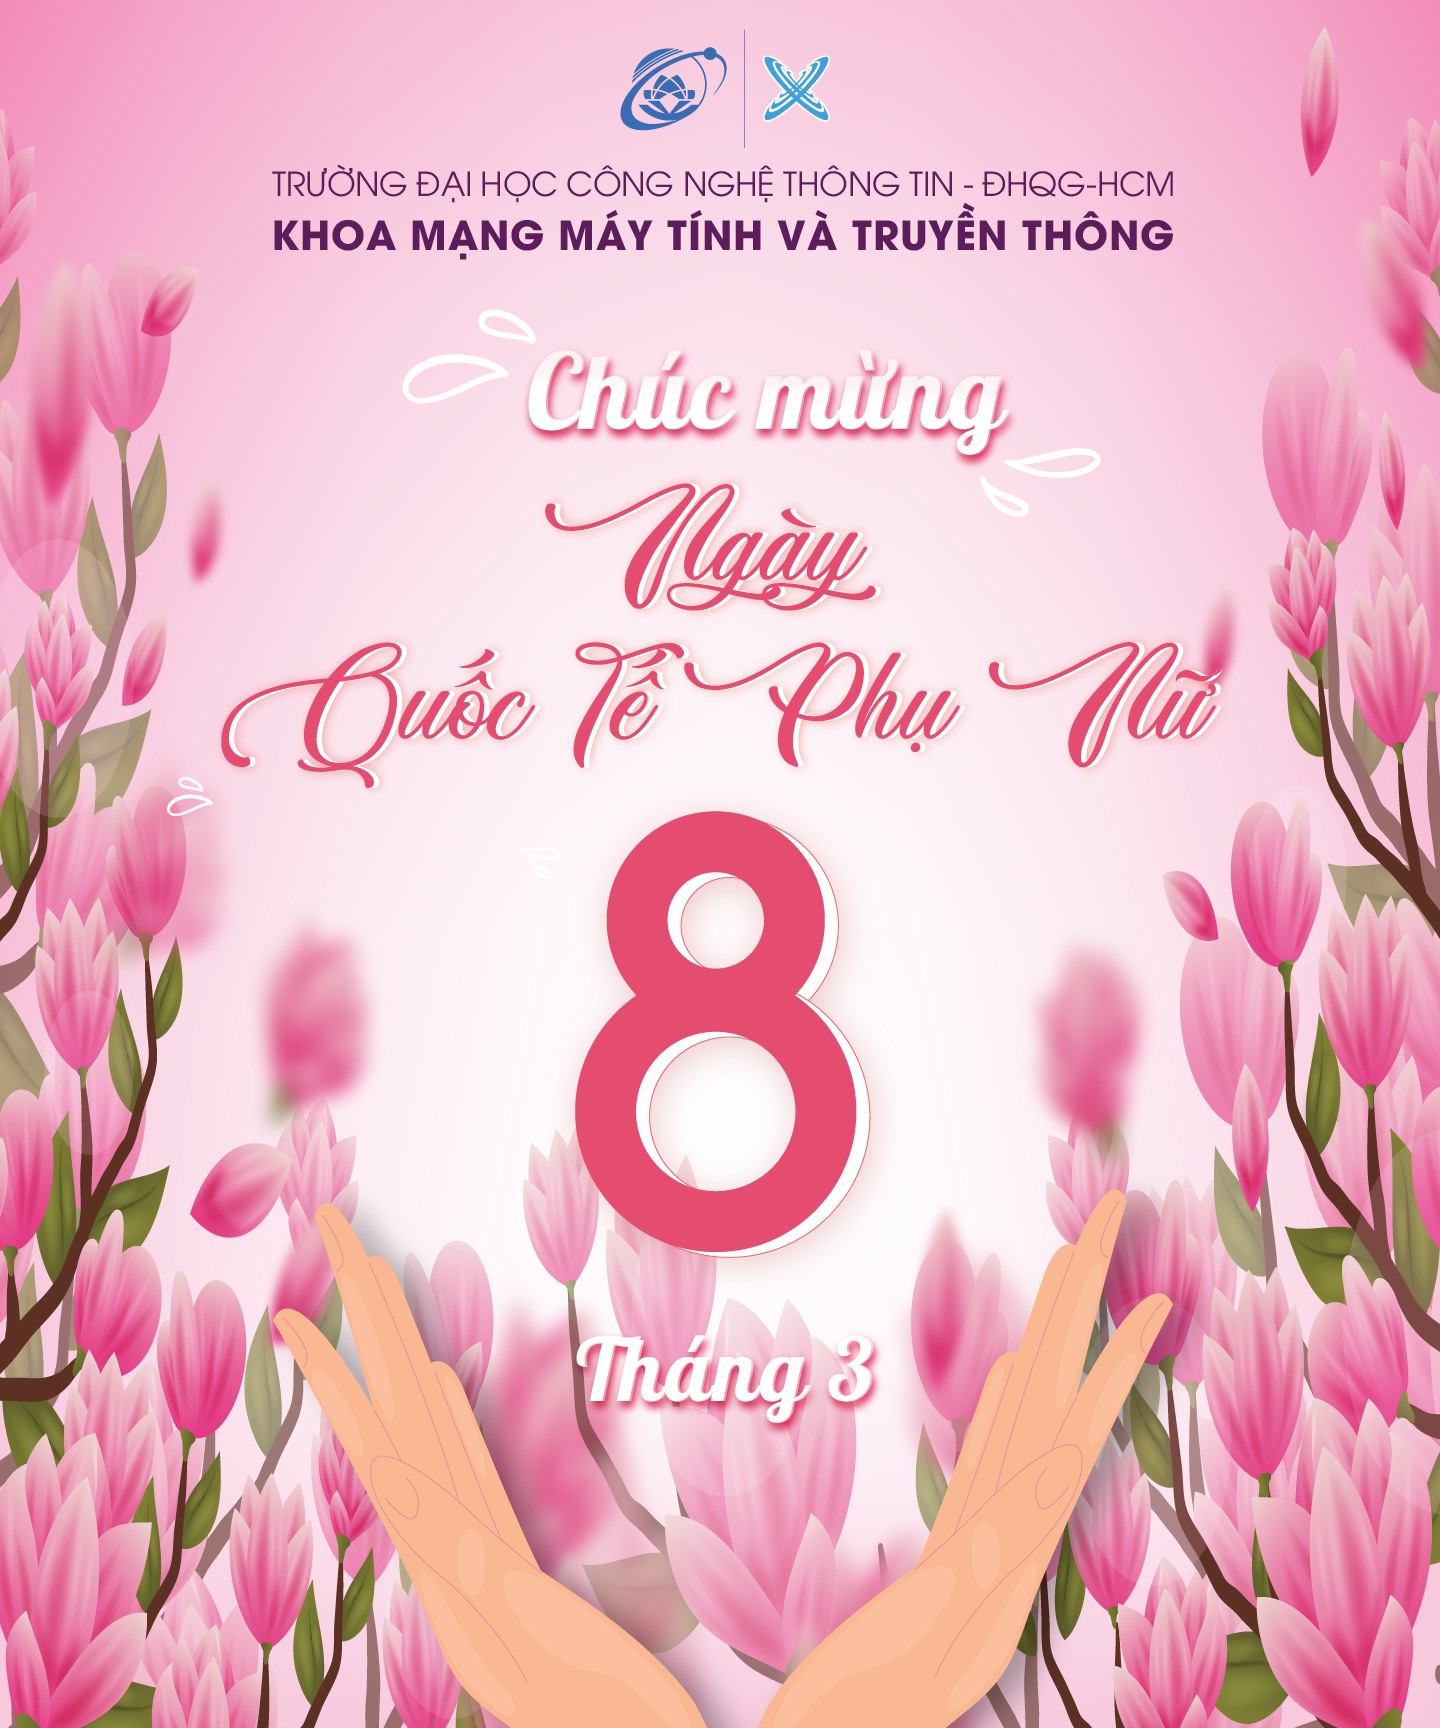 TRƯỜNG ĐẠI HỌC CÔNG NGHỆ THÔNG TIN - ĐHQG-HCM
KHOA MẠNG MÁY TÍNH VÀ TRUYỀN THÔNG
Chúc mừng
Ngày
Quốc Tế Phụ Nữ
8
Tháng 3